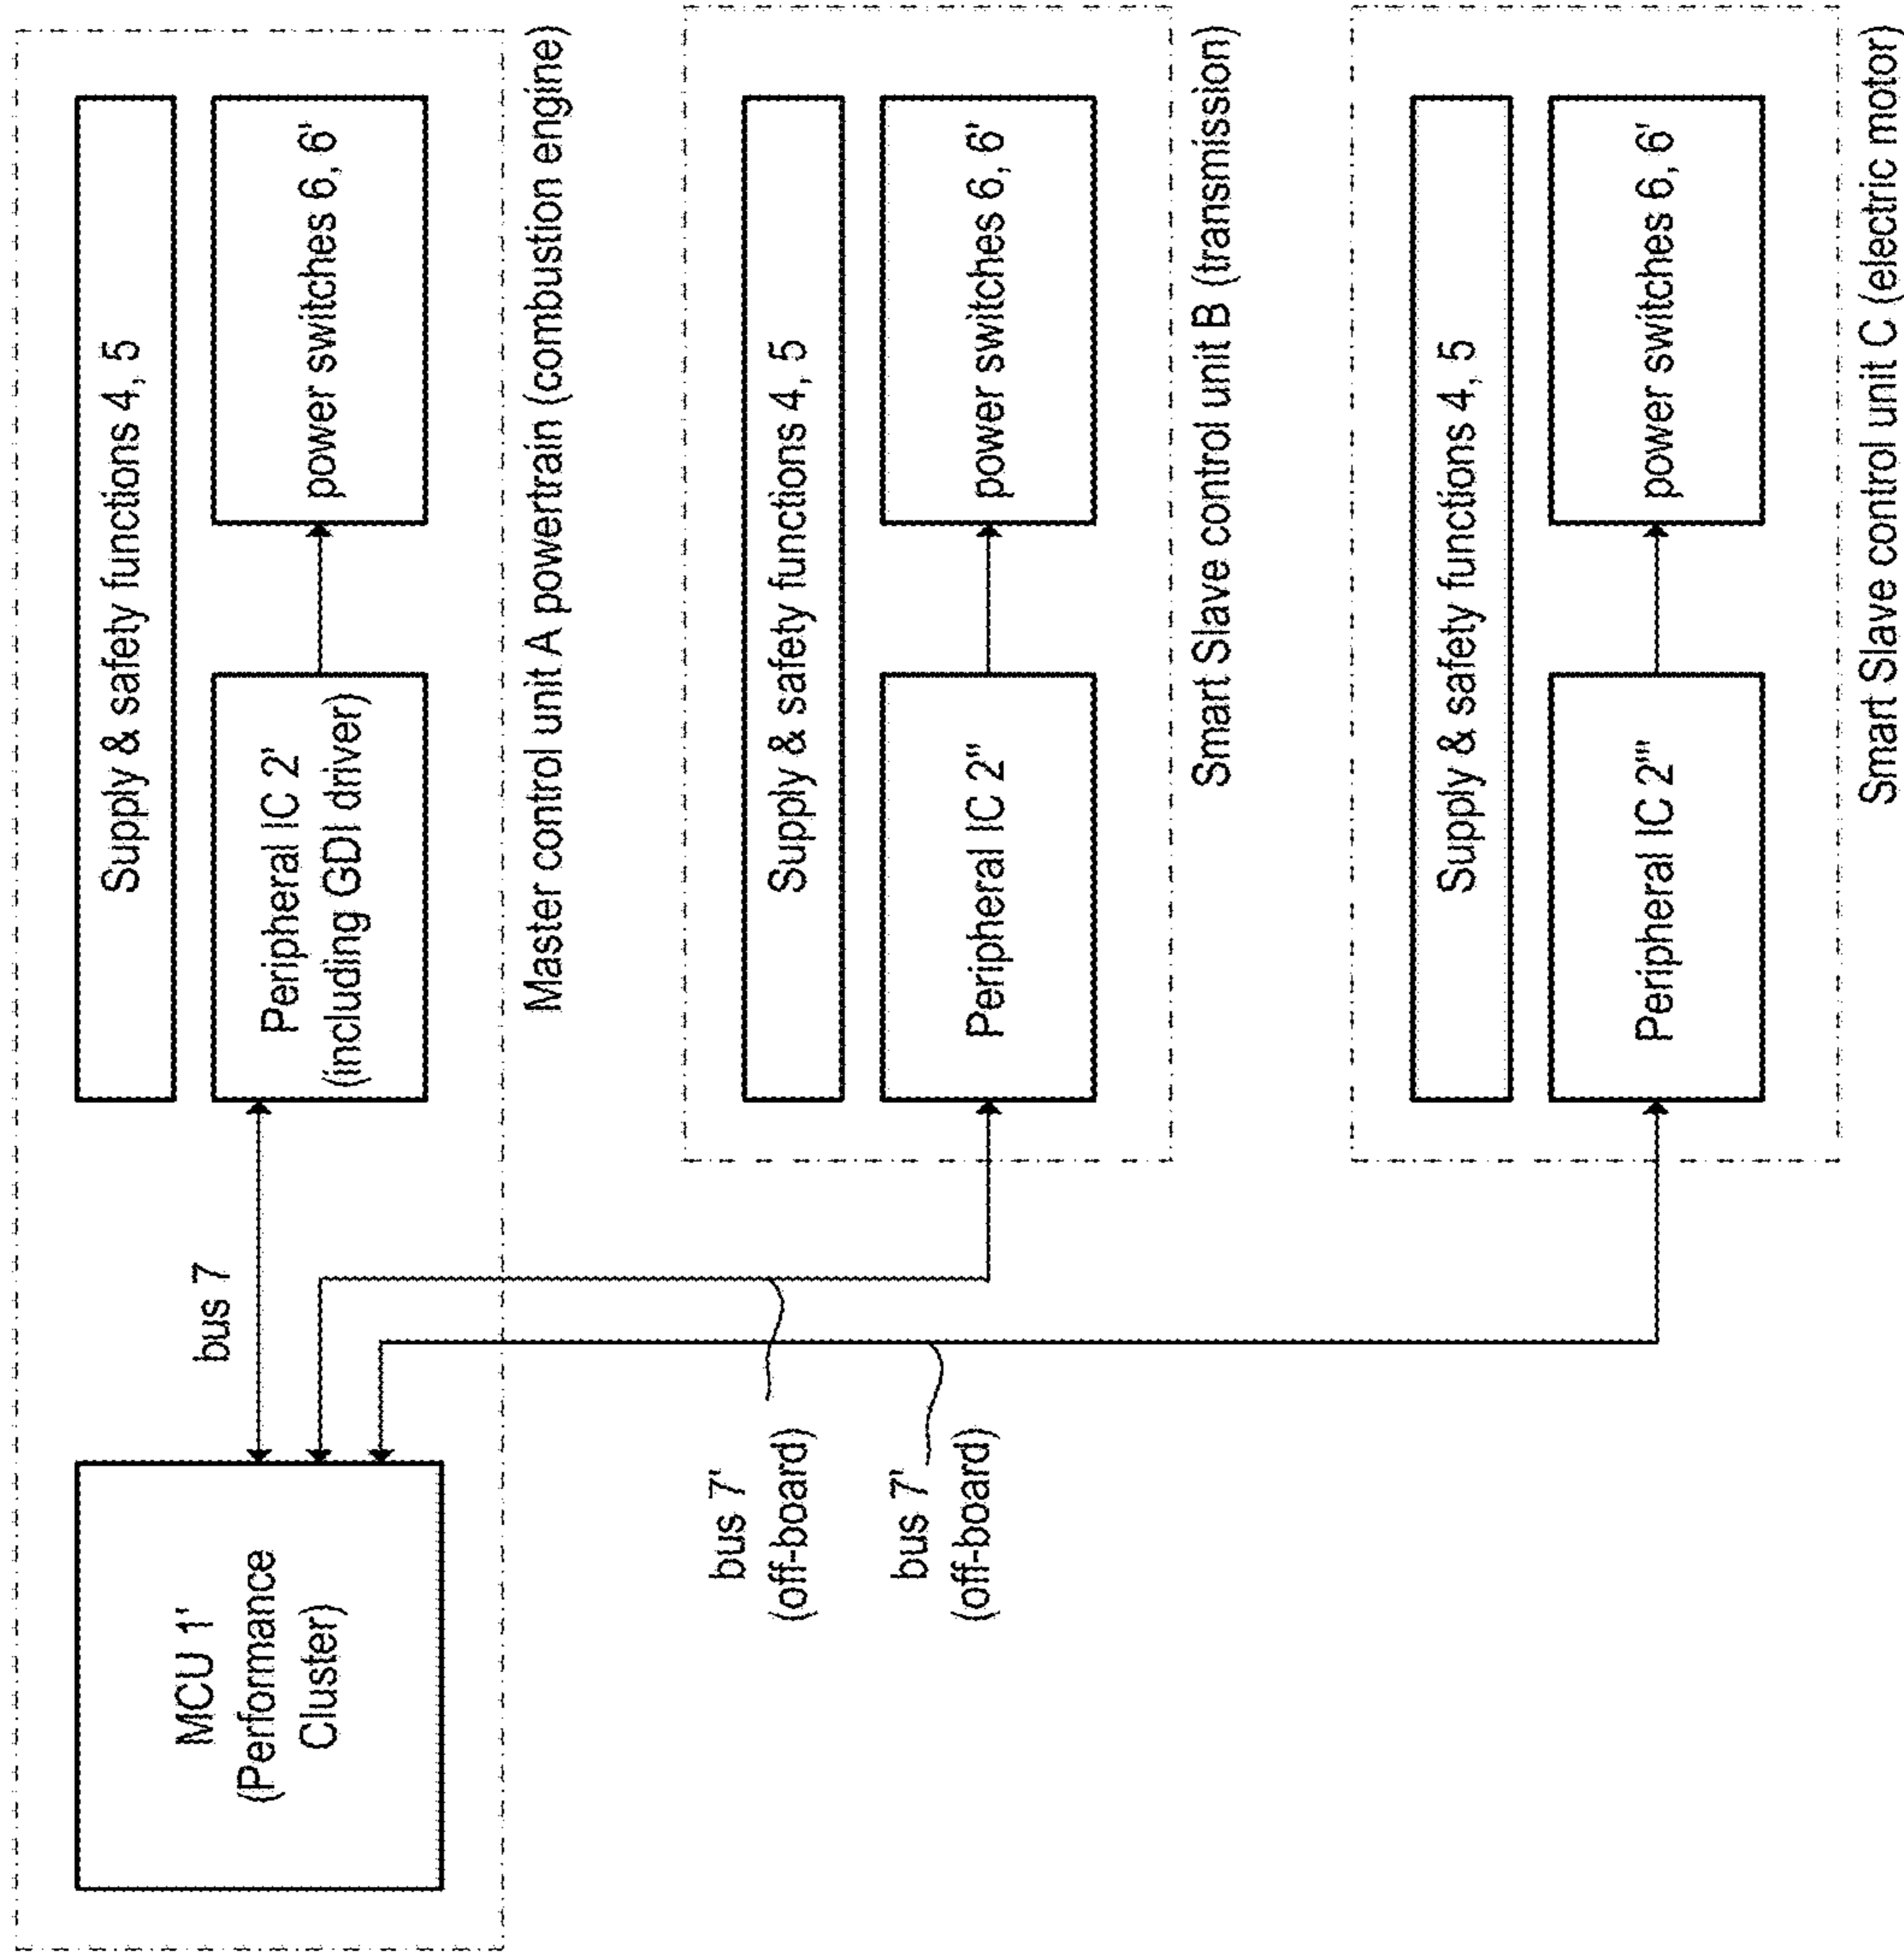 MCU 1'
(Performance
Cluster)
bus 7
Supply & safety functions 4, 5
Peripheral IC 2'
(including GDI driver)
power switches 6, 6'
Master control unit A powertrain (combustion engine)
bus 7'
(off-board)
bus 7'
(off-board)
Supply & safety functions 4, 5
Peripheral IC 2"
power switches 6, 6'
Smart Slave control unit B (transmission)
Supply & safety functions 4, 5
Peripheral IC 2"'
power switches 6, 6'
Smart Slave control unit C (electric motor)